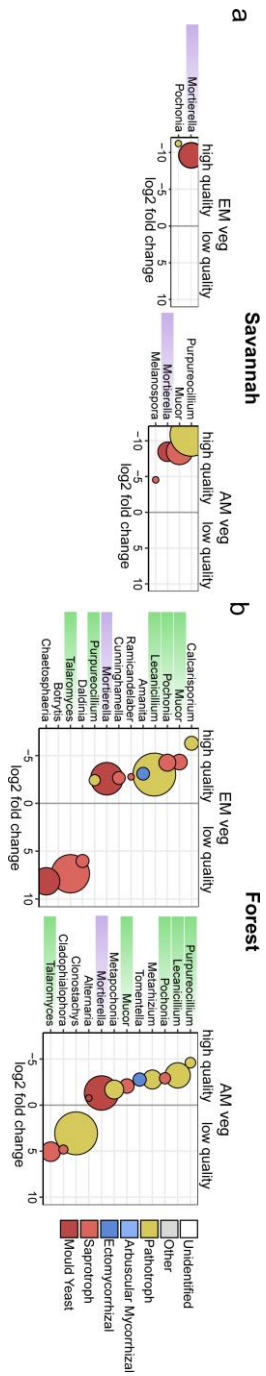 a
Savannah
EM veg
high quality
low quality
Mortierella
Pochonia
-10
-5
0
5
10
log2 fold change
AM veg
high quality
low quality
Purpureocillium
Mucor
Mortierella
Melanospora
-10
-5
0
5
10
log2 fold change
b
Forest
EM veg
high quality
low quality
Calcarisporium
Mucor
Pochonia
Lecanicillium
Amanita
Ramicandelaber
Cunninghamella
Mortierella
Purpureocillium
Daldinia
Talaromyces
Botrytis
Chaetosphaeria
-5
0
5
10
log2 fold change
AM veg
high quality
low quality
Purpureocillium
Lecanicillium
Pochonia
Metarhizium
Tomentella
Mucor
Metapochonia
Mortierella
Alternaria
Clonostachys
Cladophialophora
Talaromyces
-5
0
5
10
log2 fold change
Unidentified
Other
Pathotroph
Arbuscular Mycorrhizal
Ectomycorrhizal
Saprotroph
Mould Yeast